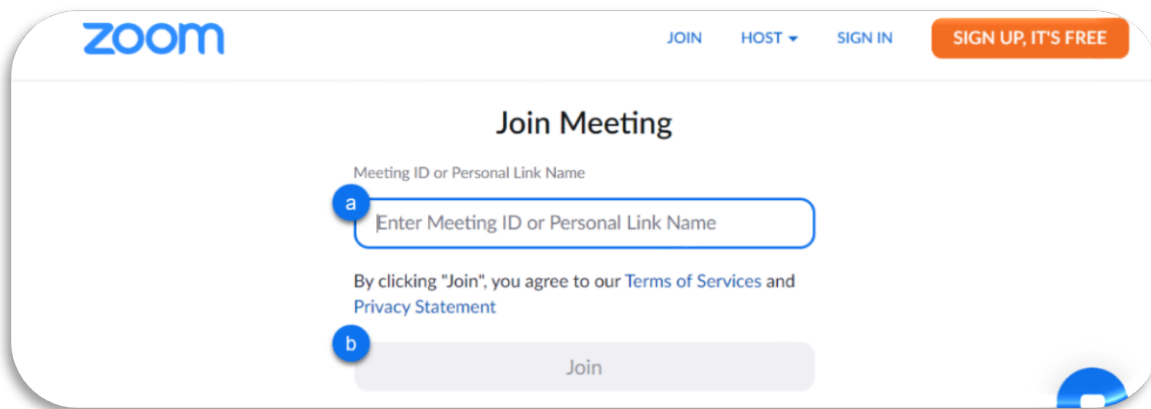 zoom
JOIN HOST SIGN IN SIGN UP, IT'S FREE
Join Meeting
Meeting ID or Personal Link Name
a
Enter Meeting ID or Personal Link Name
By clicking "Join", you agree to our Terms of Services and
Privacy Statement
b
Join